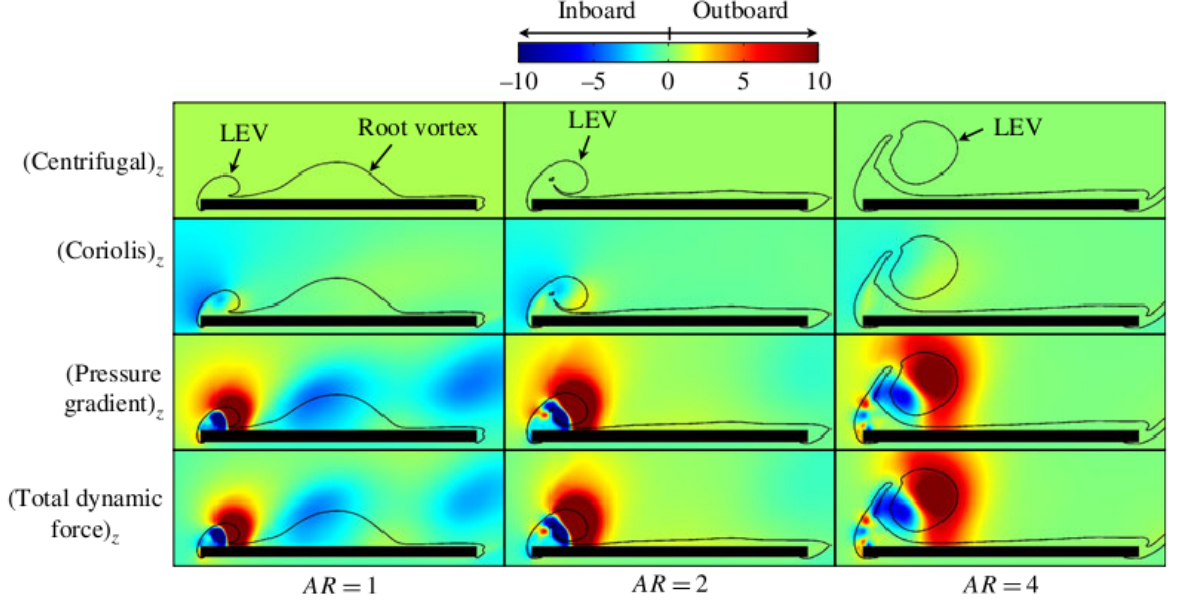 Inboard Outboard
–10 –5 0 5 10
(Centrifugal)z
LEV
Root vortex
LEV
LEV
(Coriolis)z
(Pressure
gradient)z
(Total dynamic
force)z
AR = 1
AR = 2
AR = 4